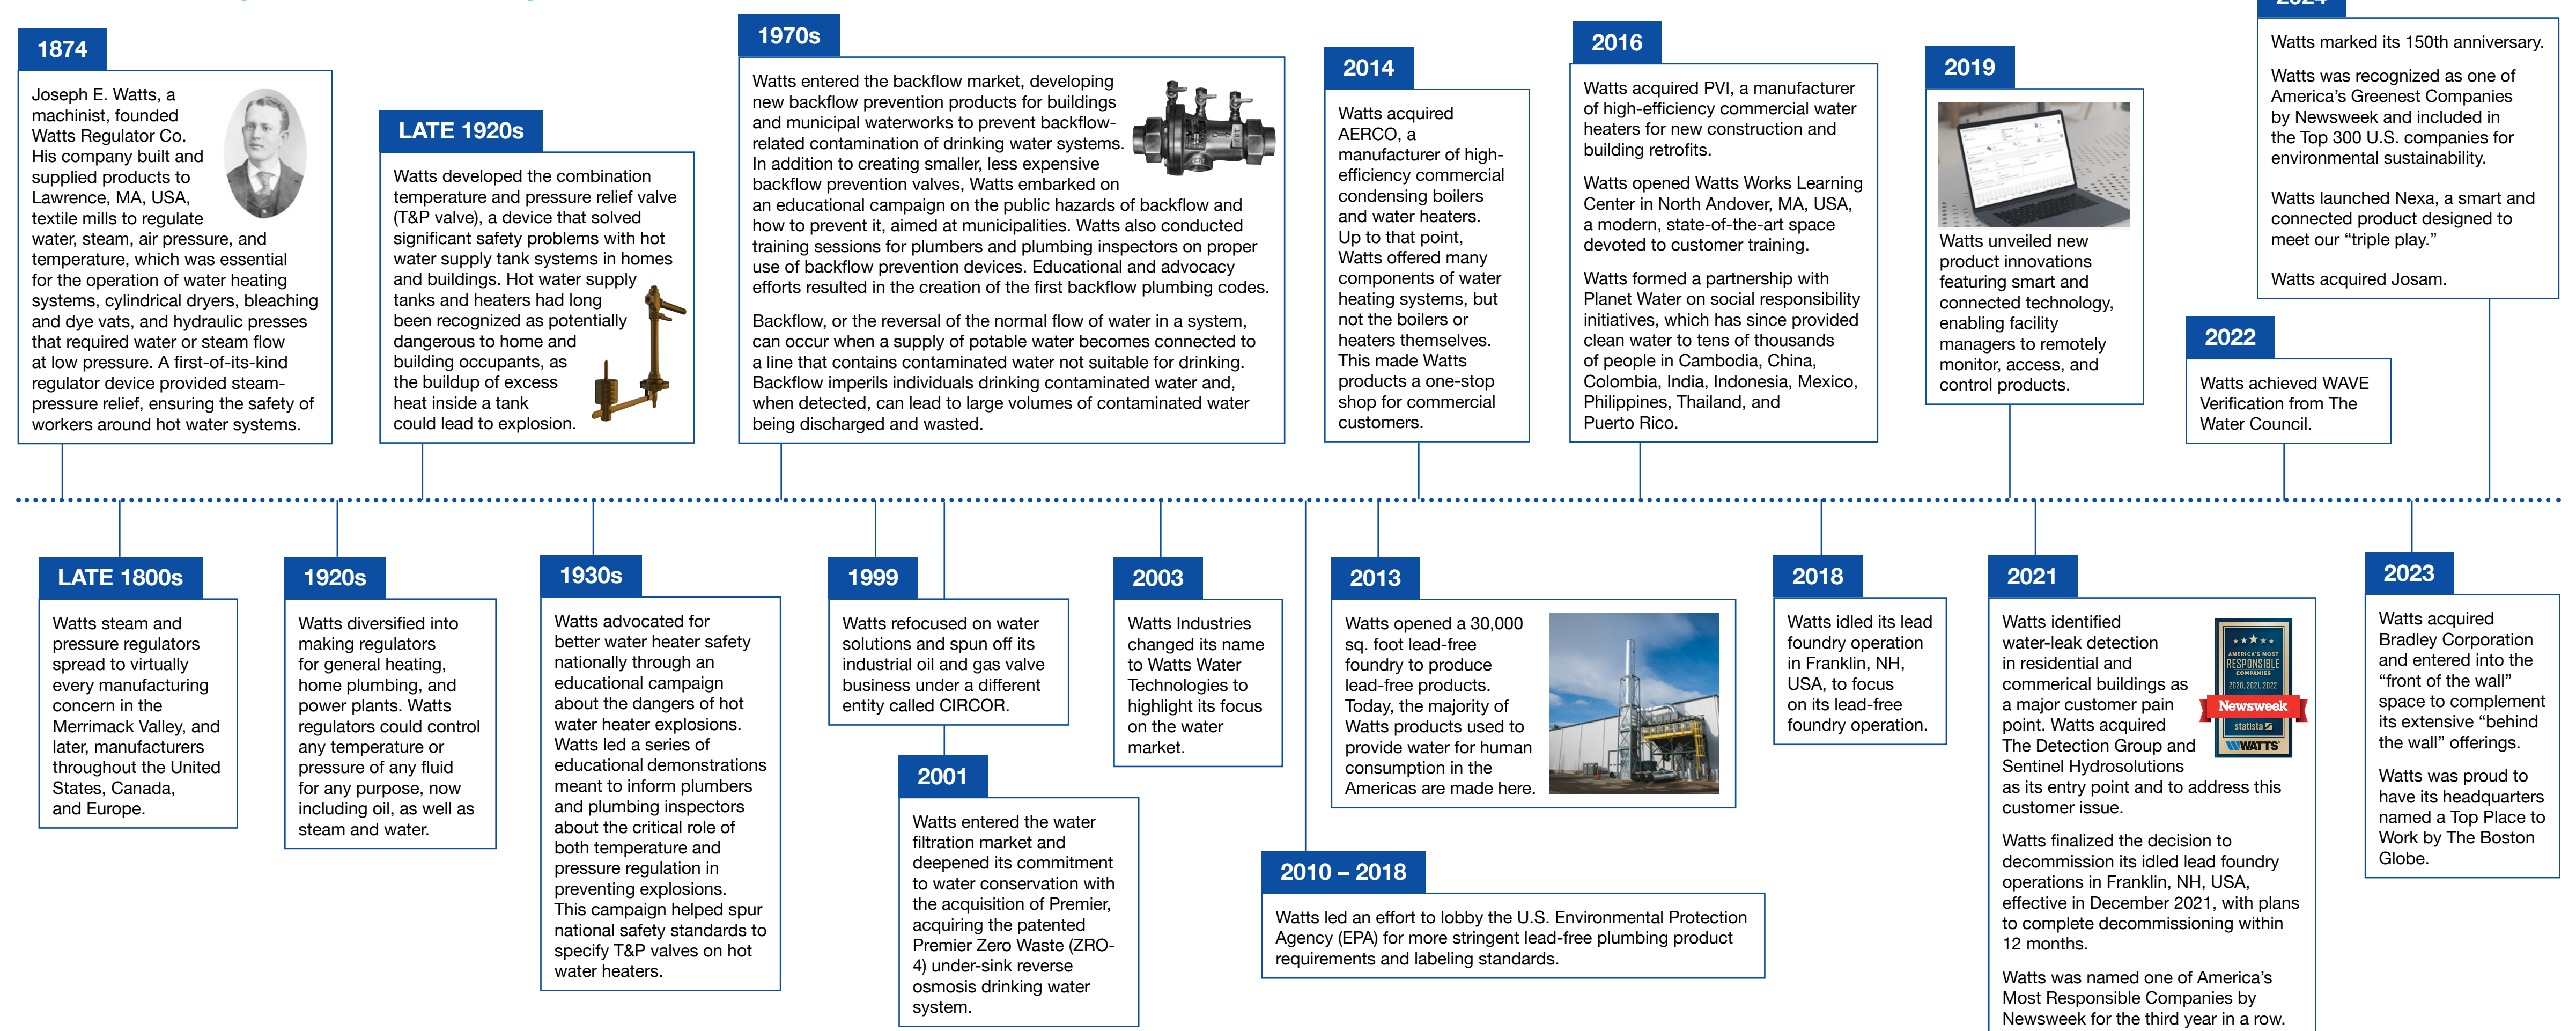 1874
Joseph E. Watts, a
machinist, founded
Watts Regulator Co.
His company built and
supplied products to
Lawrence, MA, USA,
textile mills to regulate
water, steam, air pressure, and
temperature, which was essential
for the operation of water heating
systems, cylindrical dryers, bleaching
and dye vats, and hydraulic presses
that required water or steam flow
at low pressure. A first-of-its-kind
regulator device provided steam-
pressure relief, ensuring the safety of
workers around hot water systems.
LATE 1920s
Watts developed the combination
temperature and pressure relief valve
(T&P valve), a device that solved
significant safety problems with hot
water supply tank systems in homes
and buildings. Hot water supply
tanks and heaters had long
been recognized as potentially
dangerous to home and
building occupants, as
the buildup of excess
heat inside a tank
could lead to explosion.
1970s
Watts entered the backflow market, developing
new backflow prevention products for buildings
and municipal waterworks to prevent backflow-
related contamination of drinking water systems.
In addition to creating smaller, less expensive
backflow prevention valves, Watts embarked on
an educational campaign on the public hazards of backflow and
how to prevent it, aimed at municipalities. Watts also conducted
training sessions for plumbers and plumbing inspectors on proper
use of backflow prevention devices. Educational and advocacy
efforts resulted in the creation of the first backflow plumbing codes.
Backflow, or the reversal of the normal flow of water in a system,
can occur when a supply of potable water becomes connected to
a line that contains contaminated water not suitable for drinking.
Backflow imperils individuals drinking contaminated water and,
when detected, can lead to large volumes of contaminated water
being discharged and wasted.
2014
Watts acquired
AERCO, a
manufacturer of high-
efficiency commercial
condensing boilers
and water heaters.
Up to that point,
Watts offered many
components of water
heating systems, but
not the boilers or
heaters themselves.
This made Watts
products a one-stop
shop for commercial
customers.
2016
Watts acquired PVI, a manufacturer
of high-efficiency commercial water
heaters for new construction and
building retrofits.
Watts opened Watts Works Learning
Center in North Andover, MA, USA,
a modern, state-of-the-art space
devoted to customer training.
Watts formed a partnership with
Planet Water on social responsibility
initiatives, which has since provided
clean water to tens of thousands
of people in Cambodia, China,
Colombia, India, Indonesia, Mexico,
Philippines, Thailand, and
Puerto Rico.
2019
Watts unveiled new
product innovations
featuring smart and
connected technology,
enabling facility
managers to remotely
monitor, access, and
control products.
2022
Watts achieved WAVE
Verification from The
Water Council.
2024
Watts marked its 150th anniversary.
Watts was recognized as one of
America's Greenest Companies
by Newsweek and included in
the Top 300 U.S. companies for
environmental sustainability.
Watts launched Nexa, a smart and
connected product designed to
meet our "triple play."
Watts acquired Josam.
LATE 1800s
Watts steam and
pressure regulators
spread to virtually
every manufacturing
concern in the
Merrimack Valley, and
later, manufacturers
throughout the United
States, Canada,
and Europe.
1920s
Watts diversified into
making regulators
for general heating,
home plumbing, and
power plants. Watts
regulators could control
any temperature or
pressure of any fluid
for any purpose, now
including oil, as well as
steam and water.
1930s
Watts advocated for
better water heater safety
nationally through an
educational campaign
about the dangers of hot
water heater explosions.
Watts led a series of
educational demonstrations
meant to inform plumbers
and plumbing inspectors
about the critical role of
both temperature and
pressure regulation in
preventing explosions.
This campaign helped spur
national safety standards to
specify T&P valves on hot
water heaters.
1999
Watts refocused on water
solutions and spun off its
industrial oil and gas valve
business under a different
entity called CIRCOR.
2001
Watts entered the water
filtration market and
deepened its commitment
to water conservation with
the acquisition of Premier,
acquiring the patented
Premier Zero Waste (ZRO-
4) under-sink reverse
osmosis drinking water
system.
2003
Watts Industries
changed its name
to Watts Water
Technologies to
highlight its focus
on the water
market.
2013
Watts opened a 30,000
sq. foot lead-free
foundry to produce
lead-free products.
Today, the majority of
Watts products used to
provide water for human
consumption in the
Americas are made here.
2010 – 2018
Watts led an effort to lobby the U.S. Environmental Protection
Agency (EPA) for more stringent lead-free plumbing product
requirements and labeling standards.
2018
Watts idled its lead
foundry operation
in Franklin, NH,
USA, to focus
on its lead-free
foundry operation.
2021
Watts identified
water-leak detection
in residential and
commerical buildings as
a major customer pain
point. Watts acquired
The Detection Group and
Sentinel Hydrosolutions
as its entry point and to address this
customer issue.
Watts finalized the decision to
decommission its idled lead foundry
operations in Franklin, NH, USA,
effective in December 2021, with plans
to complete decommissioning within
12 months.
Watts was named one of America's
Most Responsible Companies by
Newsweek for the third year in a row.
AMERICA'S MOST
RESPONSIBLE
COMPANIES
2020, 2021, 2022
Newsweek
statista
WATTS
2023
Watts acquired
Bradley Corporation
and entered into the
"front of the wall"
space to complement
its extensive "behind
the wall" offerings.
Watts was proud to
have its headquarters
named a Top Place to
Work by The Boston
Globe.